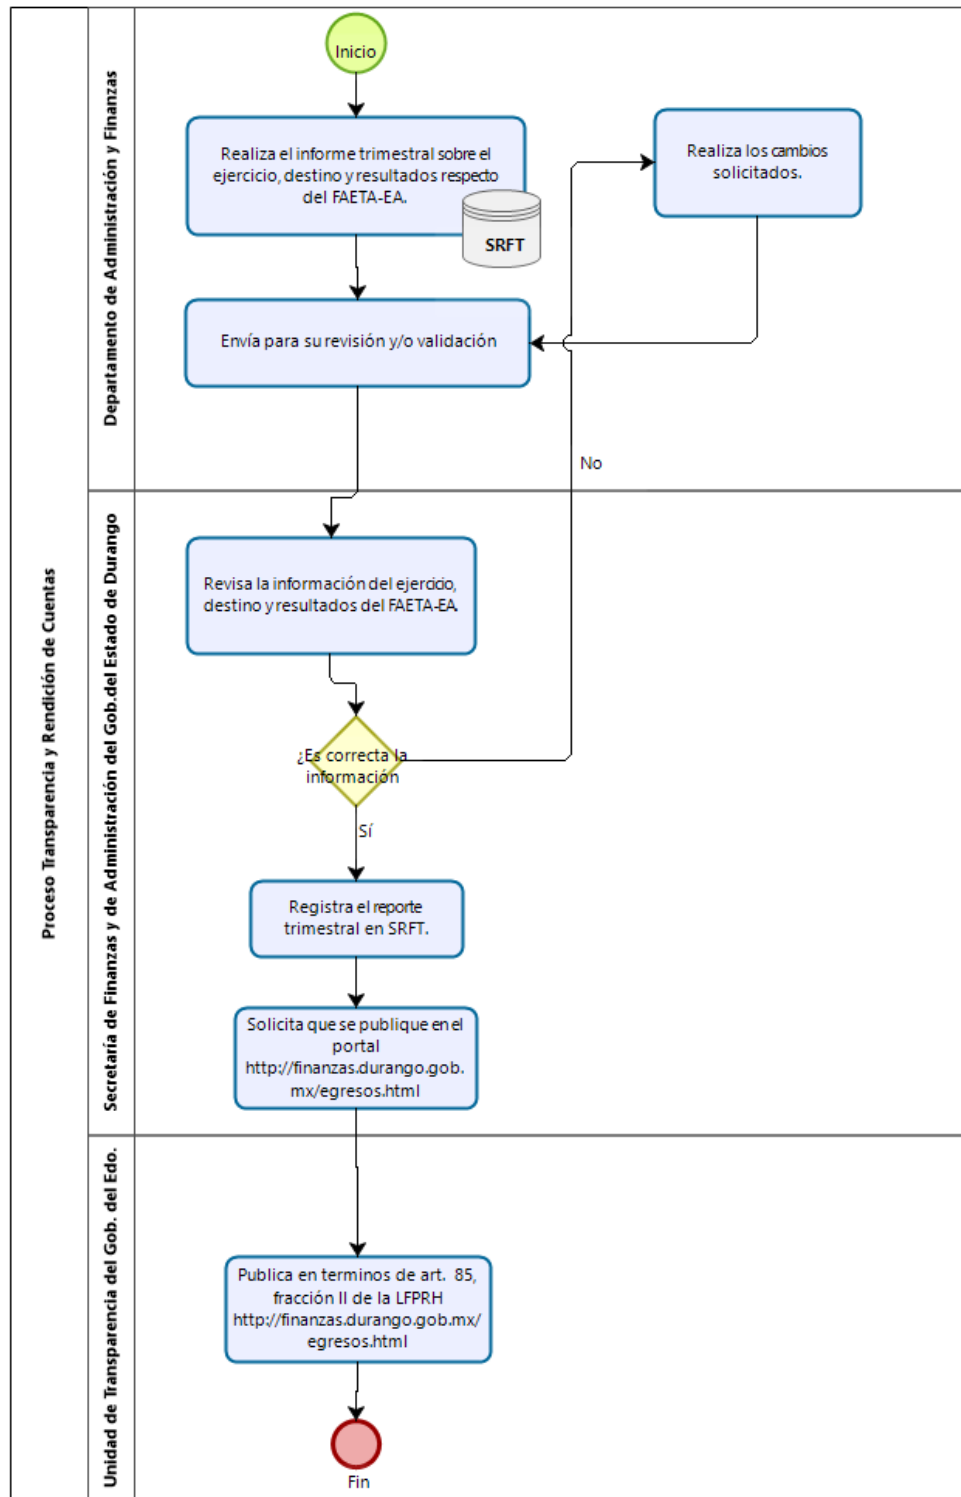 Proceso Transparencia y Rendición de Cuentas
Departamento de Administración y Finanzas
Inicio
Realiza el informe trimestral sobre el
ejercicio, destino y resultados respecto
del FAETA-EA.
SRFT
Realiza los cambios
solicitados.
Envía para su revisión y/o validación
No
Secretaría de Finanzas y de Administración del Gob.del Estado de Durango
Revisa la información del ejercicio,
destino y resultados del FAETA-EA.
¿Es correcta la
información
Sí
Registra el reporte
trimestral en SRFT.
Solicita que se publique en el
portal
http://finanzas.durango.gob.
mx/egresos.html
Unidad de Transparencia del Gob. del Edo.
Publica en terminos de art. 85,
fracción II de la LFPRH
http://finanzas.durango.gob.mx/
egresos.html
Fin